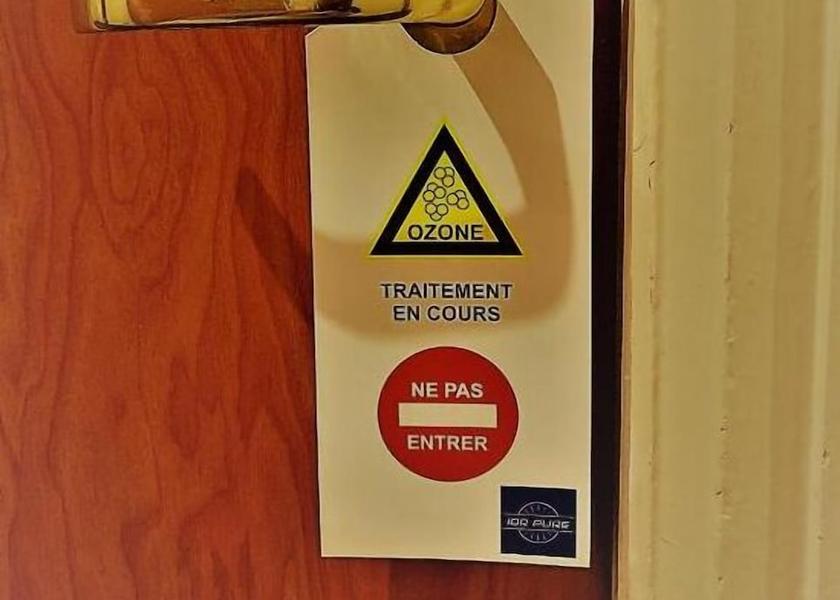 OZONE
TRAITEMENT
EN COURS
NE PAS
ENTRER